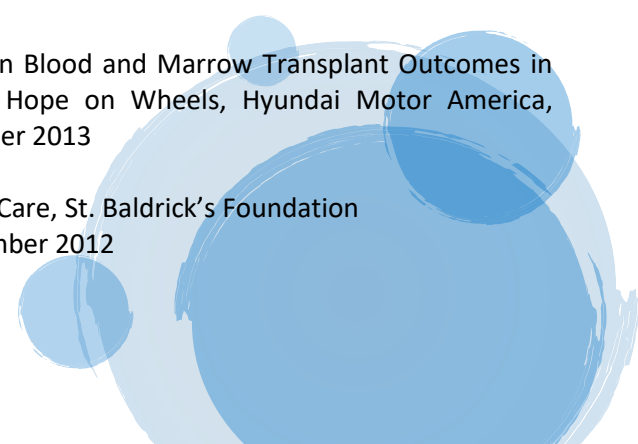 n Blood and Marrow Transplant Outcomes in
Hope on Wheels, Hyundai Motor America,
er 2013
Care, St. Baldrick's Foundation
nber 2012